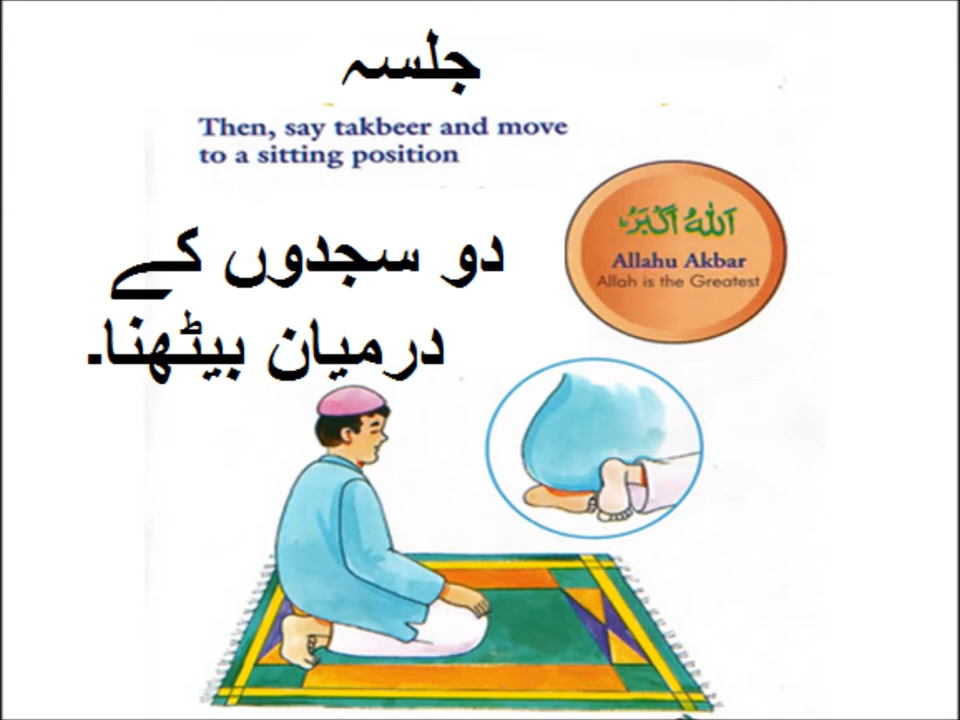 جلسہ
Then, say takbeer and move
to a sitting position
اَللّٰهُ اَكْبَرُ
Allahu Akbar
Allah is the Greatest
دو سجدوں کے
درمیان بیٹھنا۔